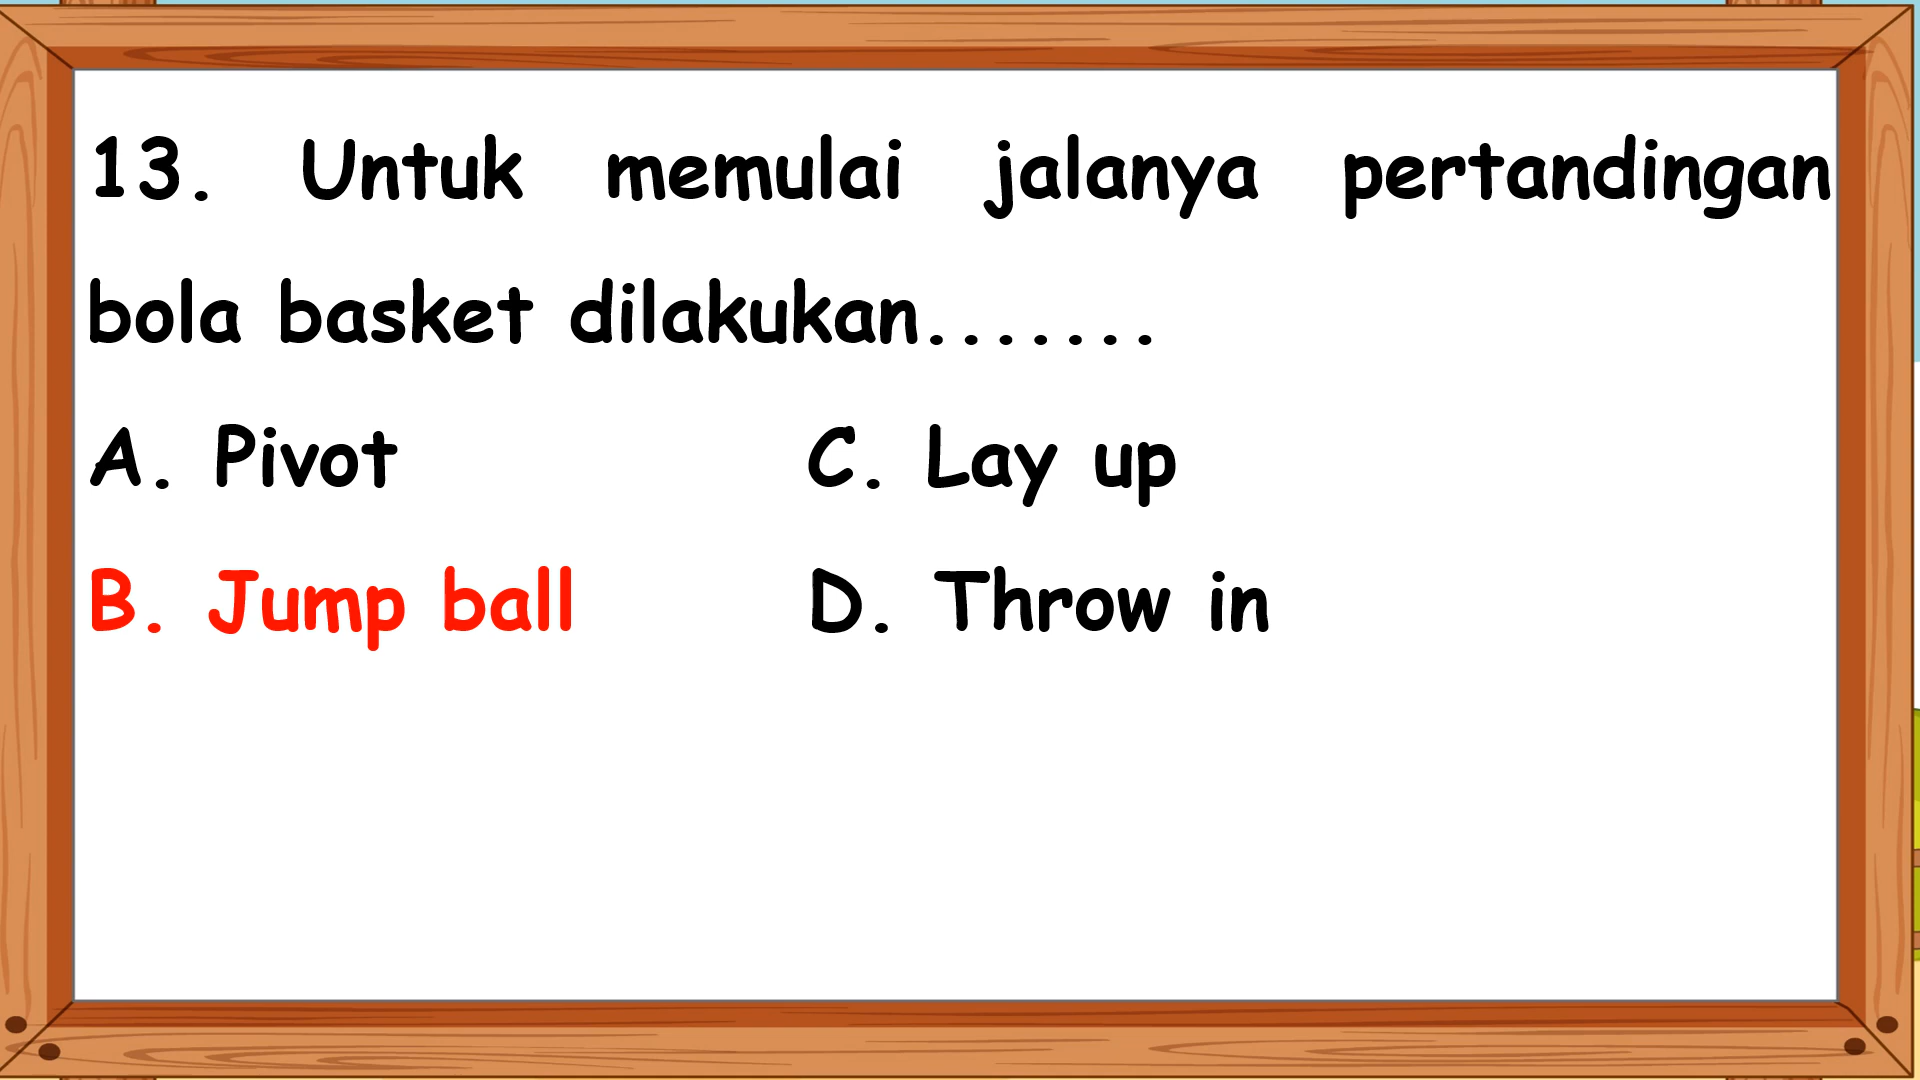 13. Untuk memulai jalanya pertandingan
bola basket dilakukan.......
A. Pivot C. Lay up
B. Jump ball D. Throw in